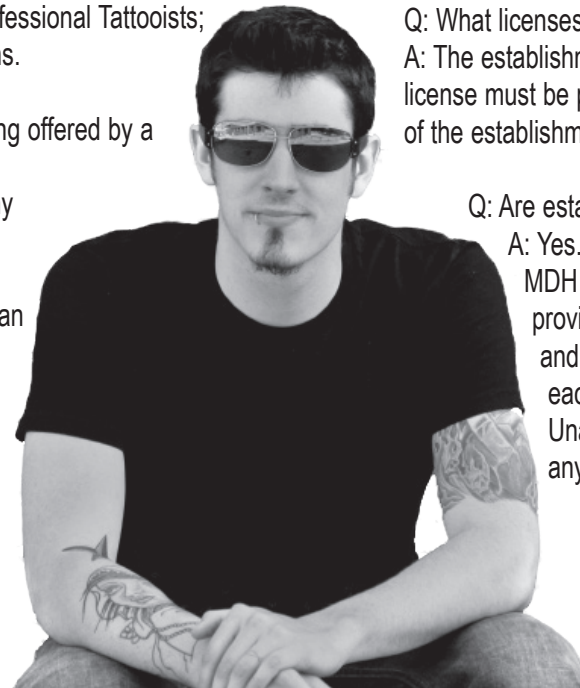 fessional Tattooists;
ns.
ng offered by a
ny
an
Q: What licenses
A: The establishm
license must be p
of the establishm
Q: Are esta
A: Yes.
MDH
provi
and
eac
Una
any